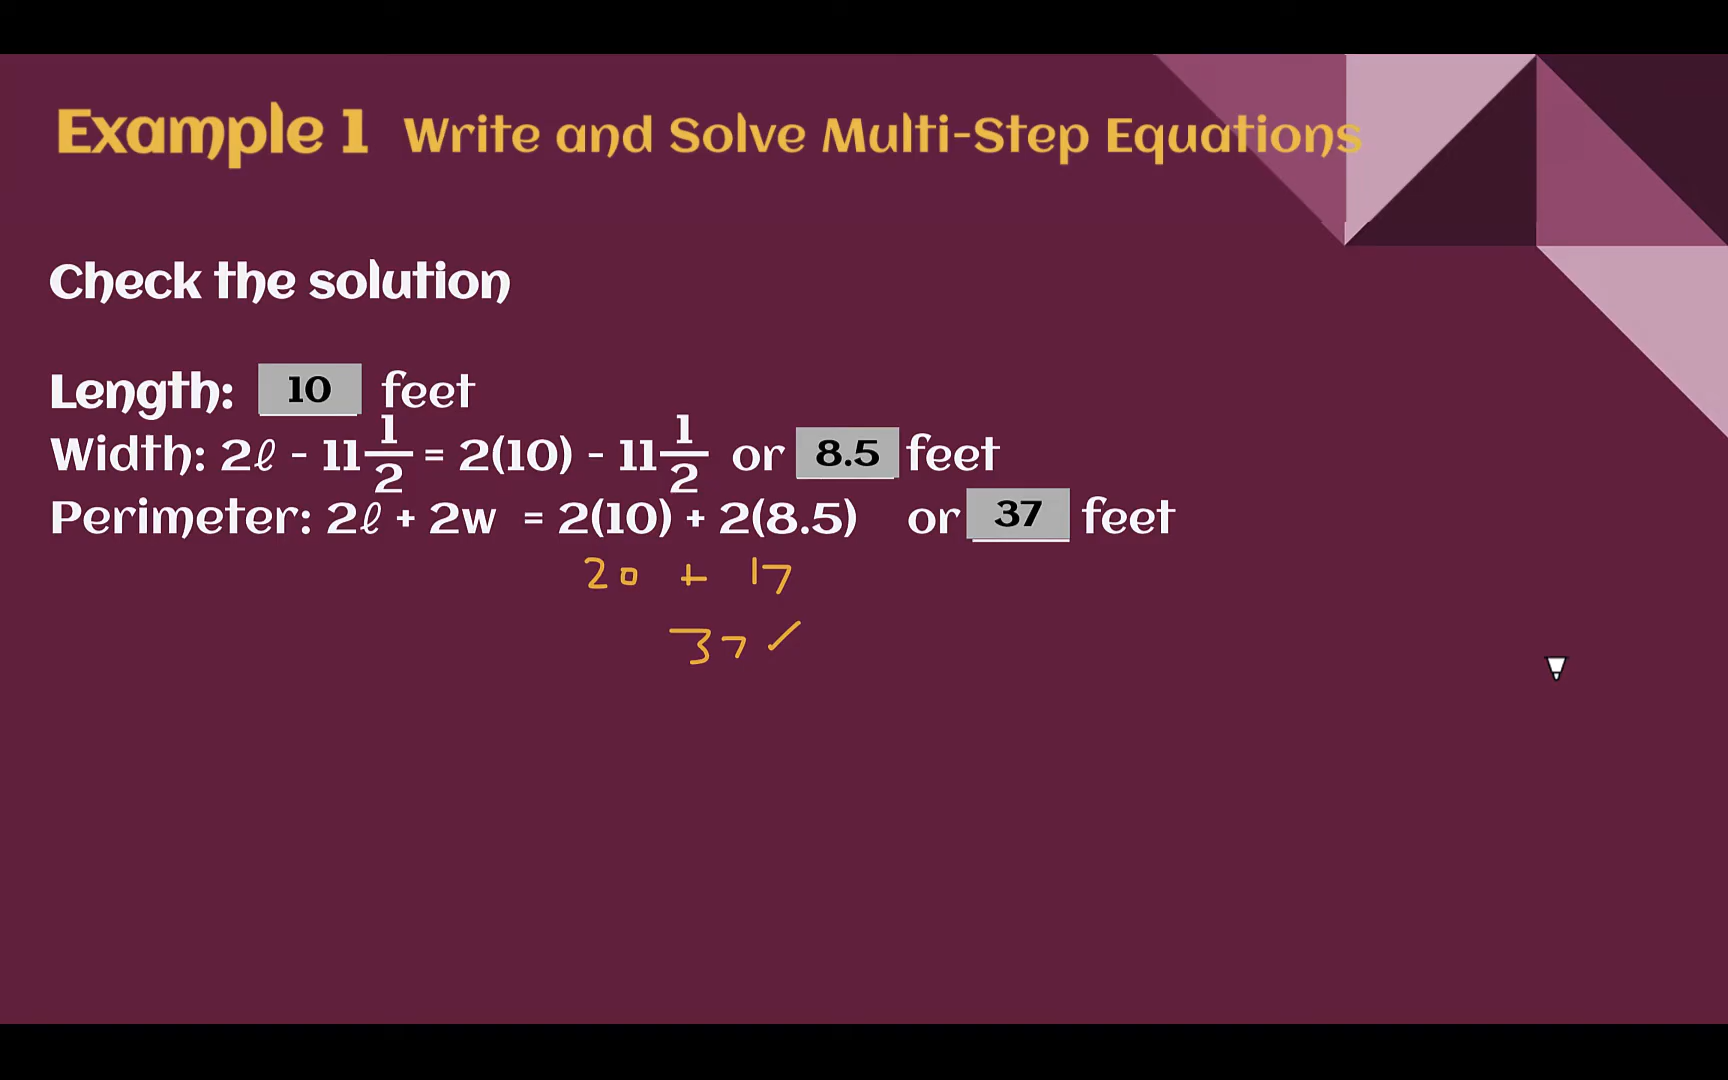 Example 1 Write and Solve Multi-Step Equations
Check the solution
Length: 10 feet
Width: 2ℓ - 11 1/2 = 2(10) - 11 1/2 or 8.5 feet
Perimeter: 2ℓ + 2w = 2(10) + 2(8.5) or 37 feet
20 + 17
37 ✓